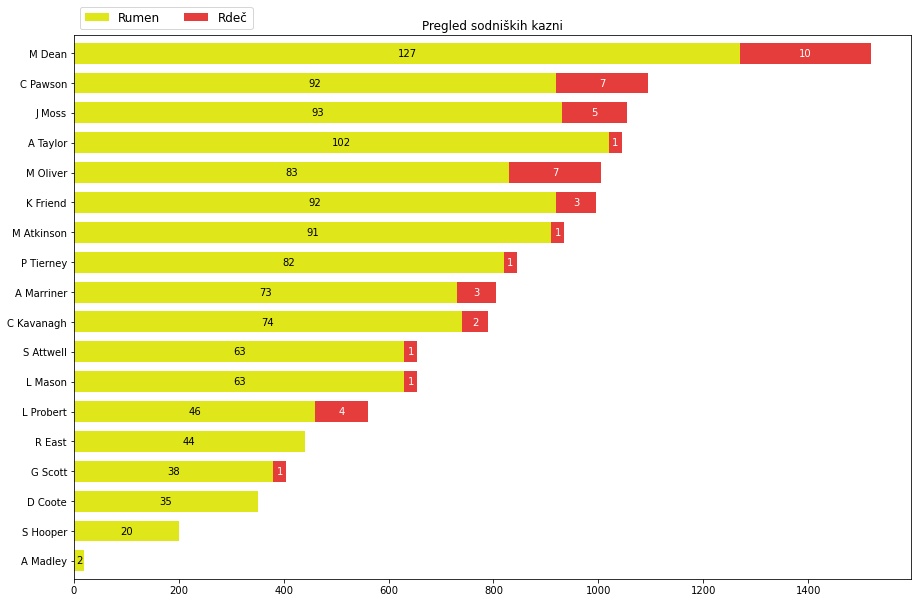 Rumen Rdeč
Pregled sodniških kazni
M Dean 127 10
C Pawson 92 7
J Moss 93 5
A Taylor 102 1
M Oliver 83 7
K Friend 92 3
M Atkinson 91 1
P Tierney 82 1
A Marriner 73 3
C Kavanagh 74 2
S Attwell 63 1
L Mason 63 1
L Probert 46 4
R East 44
G Scott 38 1
D Coote 35
S Hooper 20
A Madley 2
0 200 400 600 800 1000 1200 1400